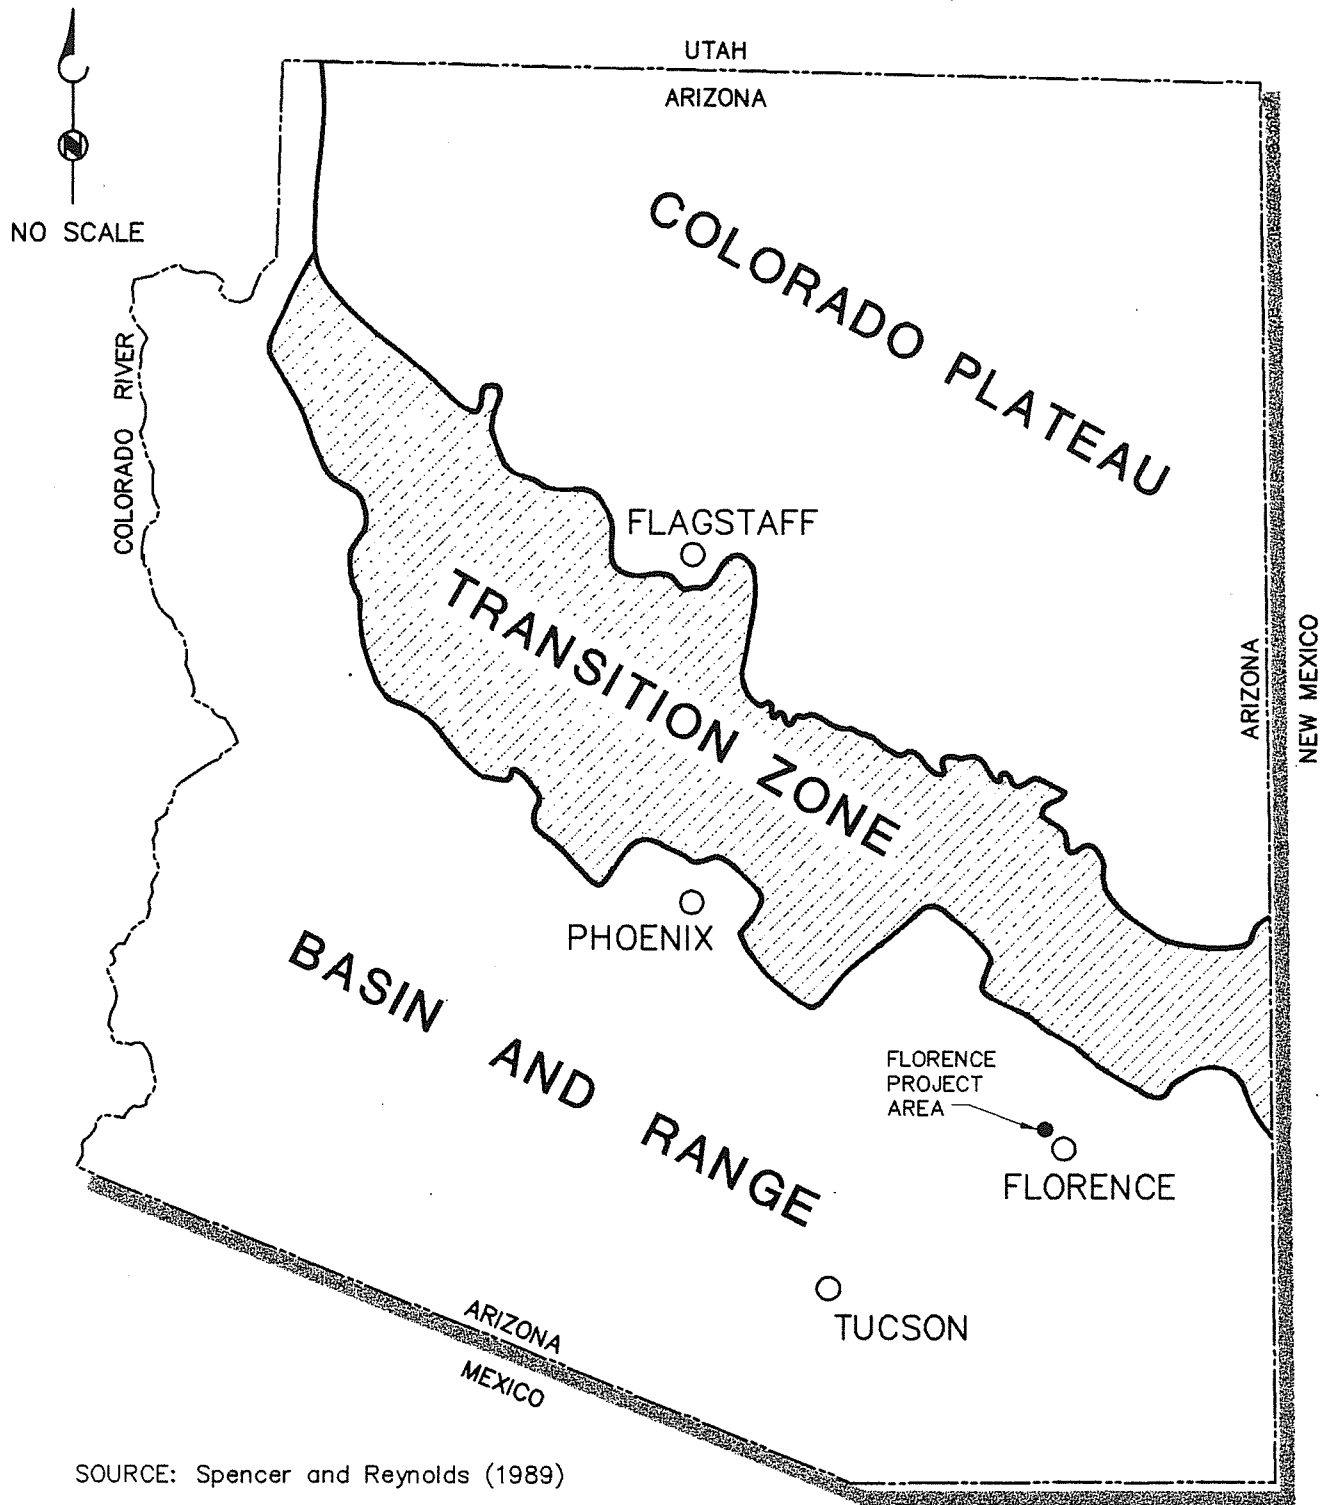 UTAH
ARIZONA
NO SCALE
COLORADO PLATEAU
COLORADO RIVER
FLAGSTAFF
TRANSITION ZONE
ARIZONA
NEW MEXICO
PHOENIX
BASIN AND RANGE
FLORENCE
PROJECT
AREA
FLORENCE
TUCSON
ARIZONA
MEXICO
SOURCE: Spencer and Reynolds (1989)